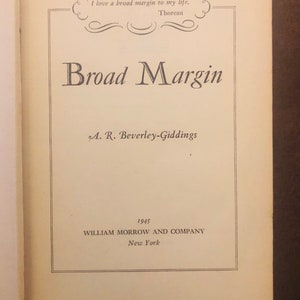 I love a broad margin to my life.
Thoreau
Broad Margin
A. R. Beverley-Giddings
1945
WILLIAM MORROW AND COMPANY
New York